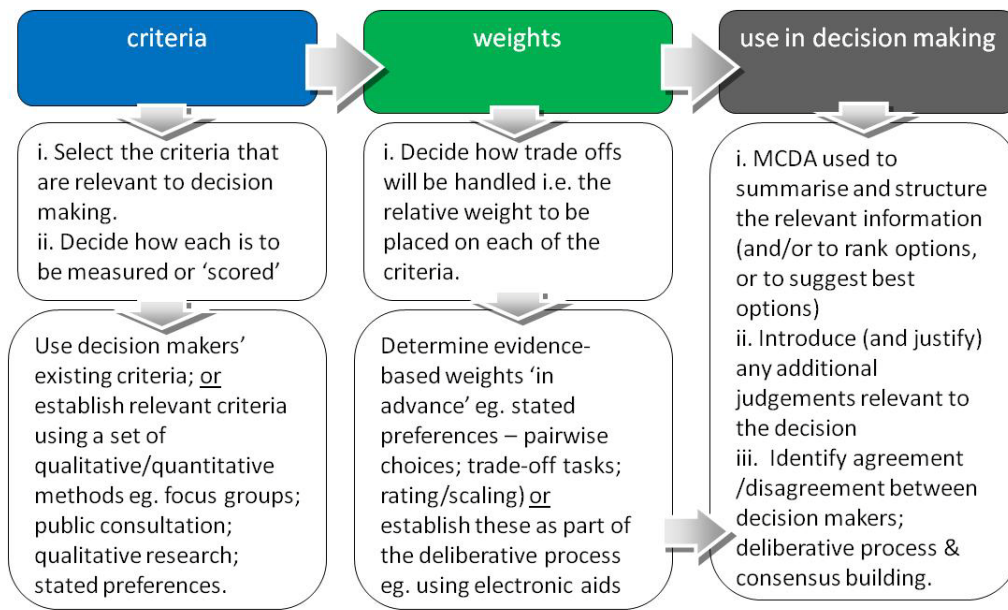 criteria
weights
use in decision making
i. Select the criteria that
are relevant to decision
making.
ii. Decide how each is to
be measured or ‘scored’
Use decision makers’
existing criteria; or
establish relevant criteria
using a set of
qualitative/quantitative
methods eg. focus groups;
public consultation;
qualitative research;
stated preferences.
i. Decide how trade offs
will be handled i.e. the
relative weight to be
placed on each of the
criteria.
Determine evidence-
based weights ‘in
advance’ eg. stated
preferences – pairwise
choices; trade-off tasks;
rating/scaling) or
establish these as part of
the deliberative process
eg. using electronic aids
i. MCDA used to
summarise and structure
the relevant information
(and/or to rank options,
or to suggest best
options)
ii. Introduce (and justify)
any additional
judgements relevant to
the decision
iii. Identify agreement
/disagreement between
decision makers;
deliberative process &
consensus building.